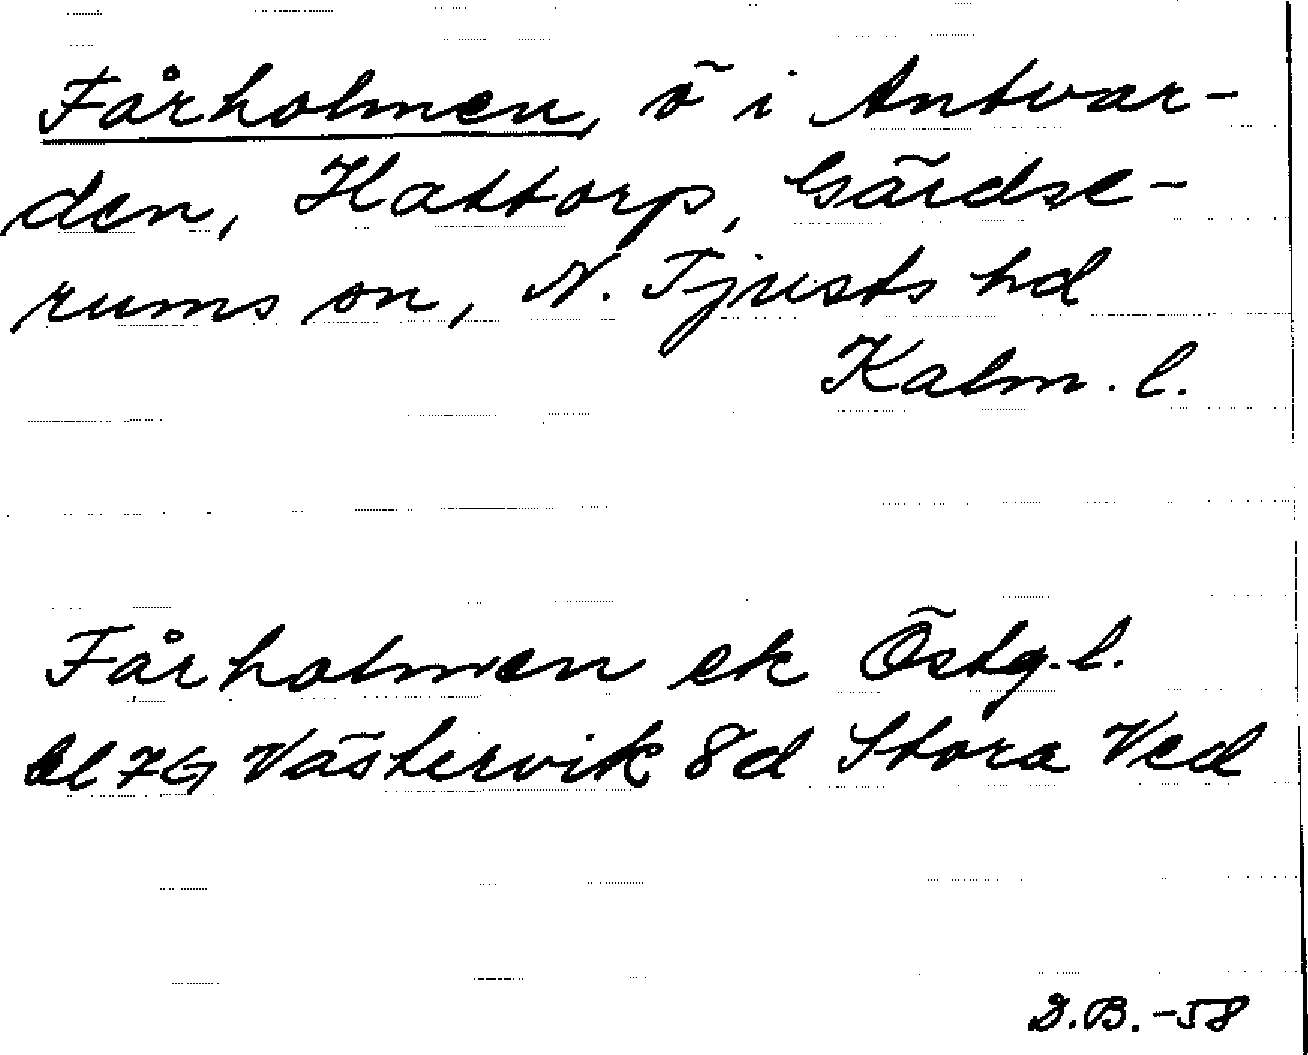 Fårholmen, ö i Antvar-
den, Hattorp, Gärdse-
rums sn, N. Tjusts hd
Kalm. l.
Fårholmen ek Östg.l.
bl 7G Västervik 8d Stora Ved
D.B.-58